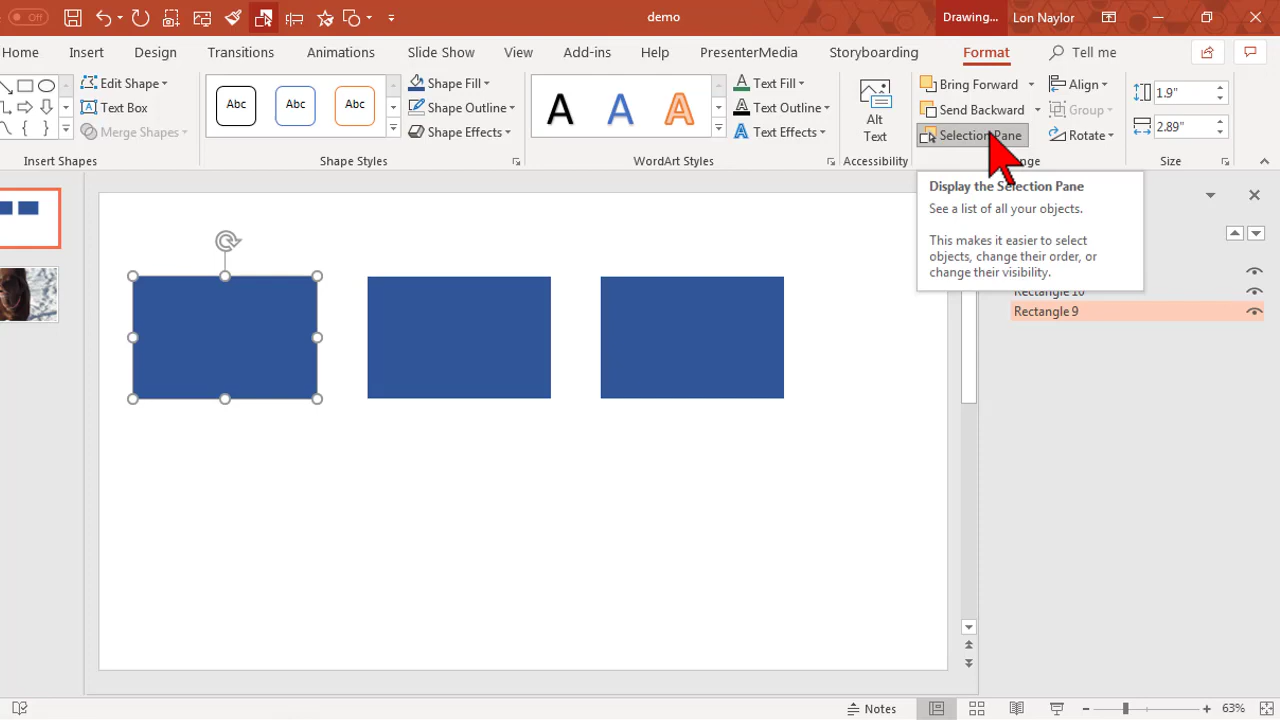 Off
demo
Drawing...
Lon Naylor
Home
Insert
Design
Transitions
Animations
Slide Show
View
Add-ins
Help
PresenterMedia
Storyboarding
Format
Tell me
Edit Shape
Text Box
Merge Shapes
Insert Shapes
Abc
Abc
Abc
Shape Fill
Shape Outline
Shape Effects
Shape Styles
A
A
A
Text Fill
Text Outline
Text Effects
WordArt Styles
Alt
Text
Accessibility
Bring Forward
Send Backward
Selection Pane
Align
Group
Rotate
1.9"
2.89"
Size
Display the Selection Pane
See a list of all your objects.
This makes it easier to select
objects, change their order, or
change their visibility.
Rectangle 10
Rectangle 9
Notes
63%